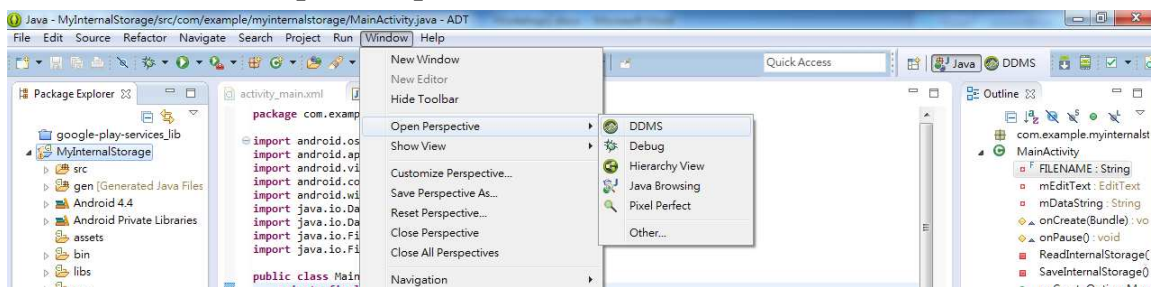 Java - MyInternalStorage/src/com/example/myinternalstorage/MainActivity.java - ADT
File Edit Source Refactor Navigate Search Project Run Window Help
Quick Access
Java
DDMS
Package Explorer
google-play-services_lib
MyInternalStorage
src
gen [Generated Java Files
Android 4.4
Android Private Libraries
assets
bin
libs
activity_main.xml
package com.examp
import android.os
import android.ap
import android.vi
import android.co
import android.wi
import java.io.Da
import java.io.Da
import java.io.Fi
import java.io.Fi
public class Main
New Window
New Editor
Hide Toolbar
Open Perspective
Show View
Customize Perspective...
Save Perspective As...
Reset Perspective...
Close Perspective
Close All Perspectives
Navigation
DDMS
Debug
Hierarchy View
Java Browsing
Pixel Perfect
Other...
Outline
com.example.myinternalst
MainActivity
FILENAME : String
mEditText : EditText
mDataString : String
onCreate(Bundle) : vo
onPause() : void
ReadInternalStorage(
SaveInternalStorage()